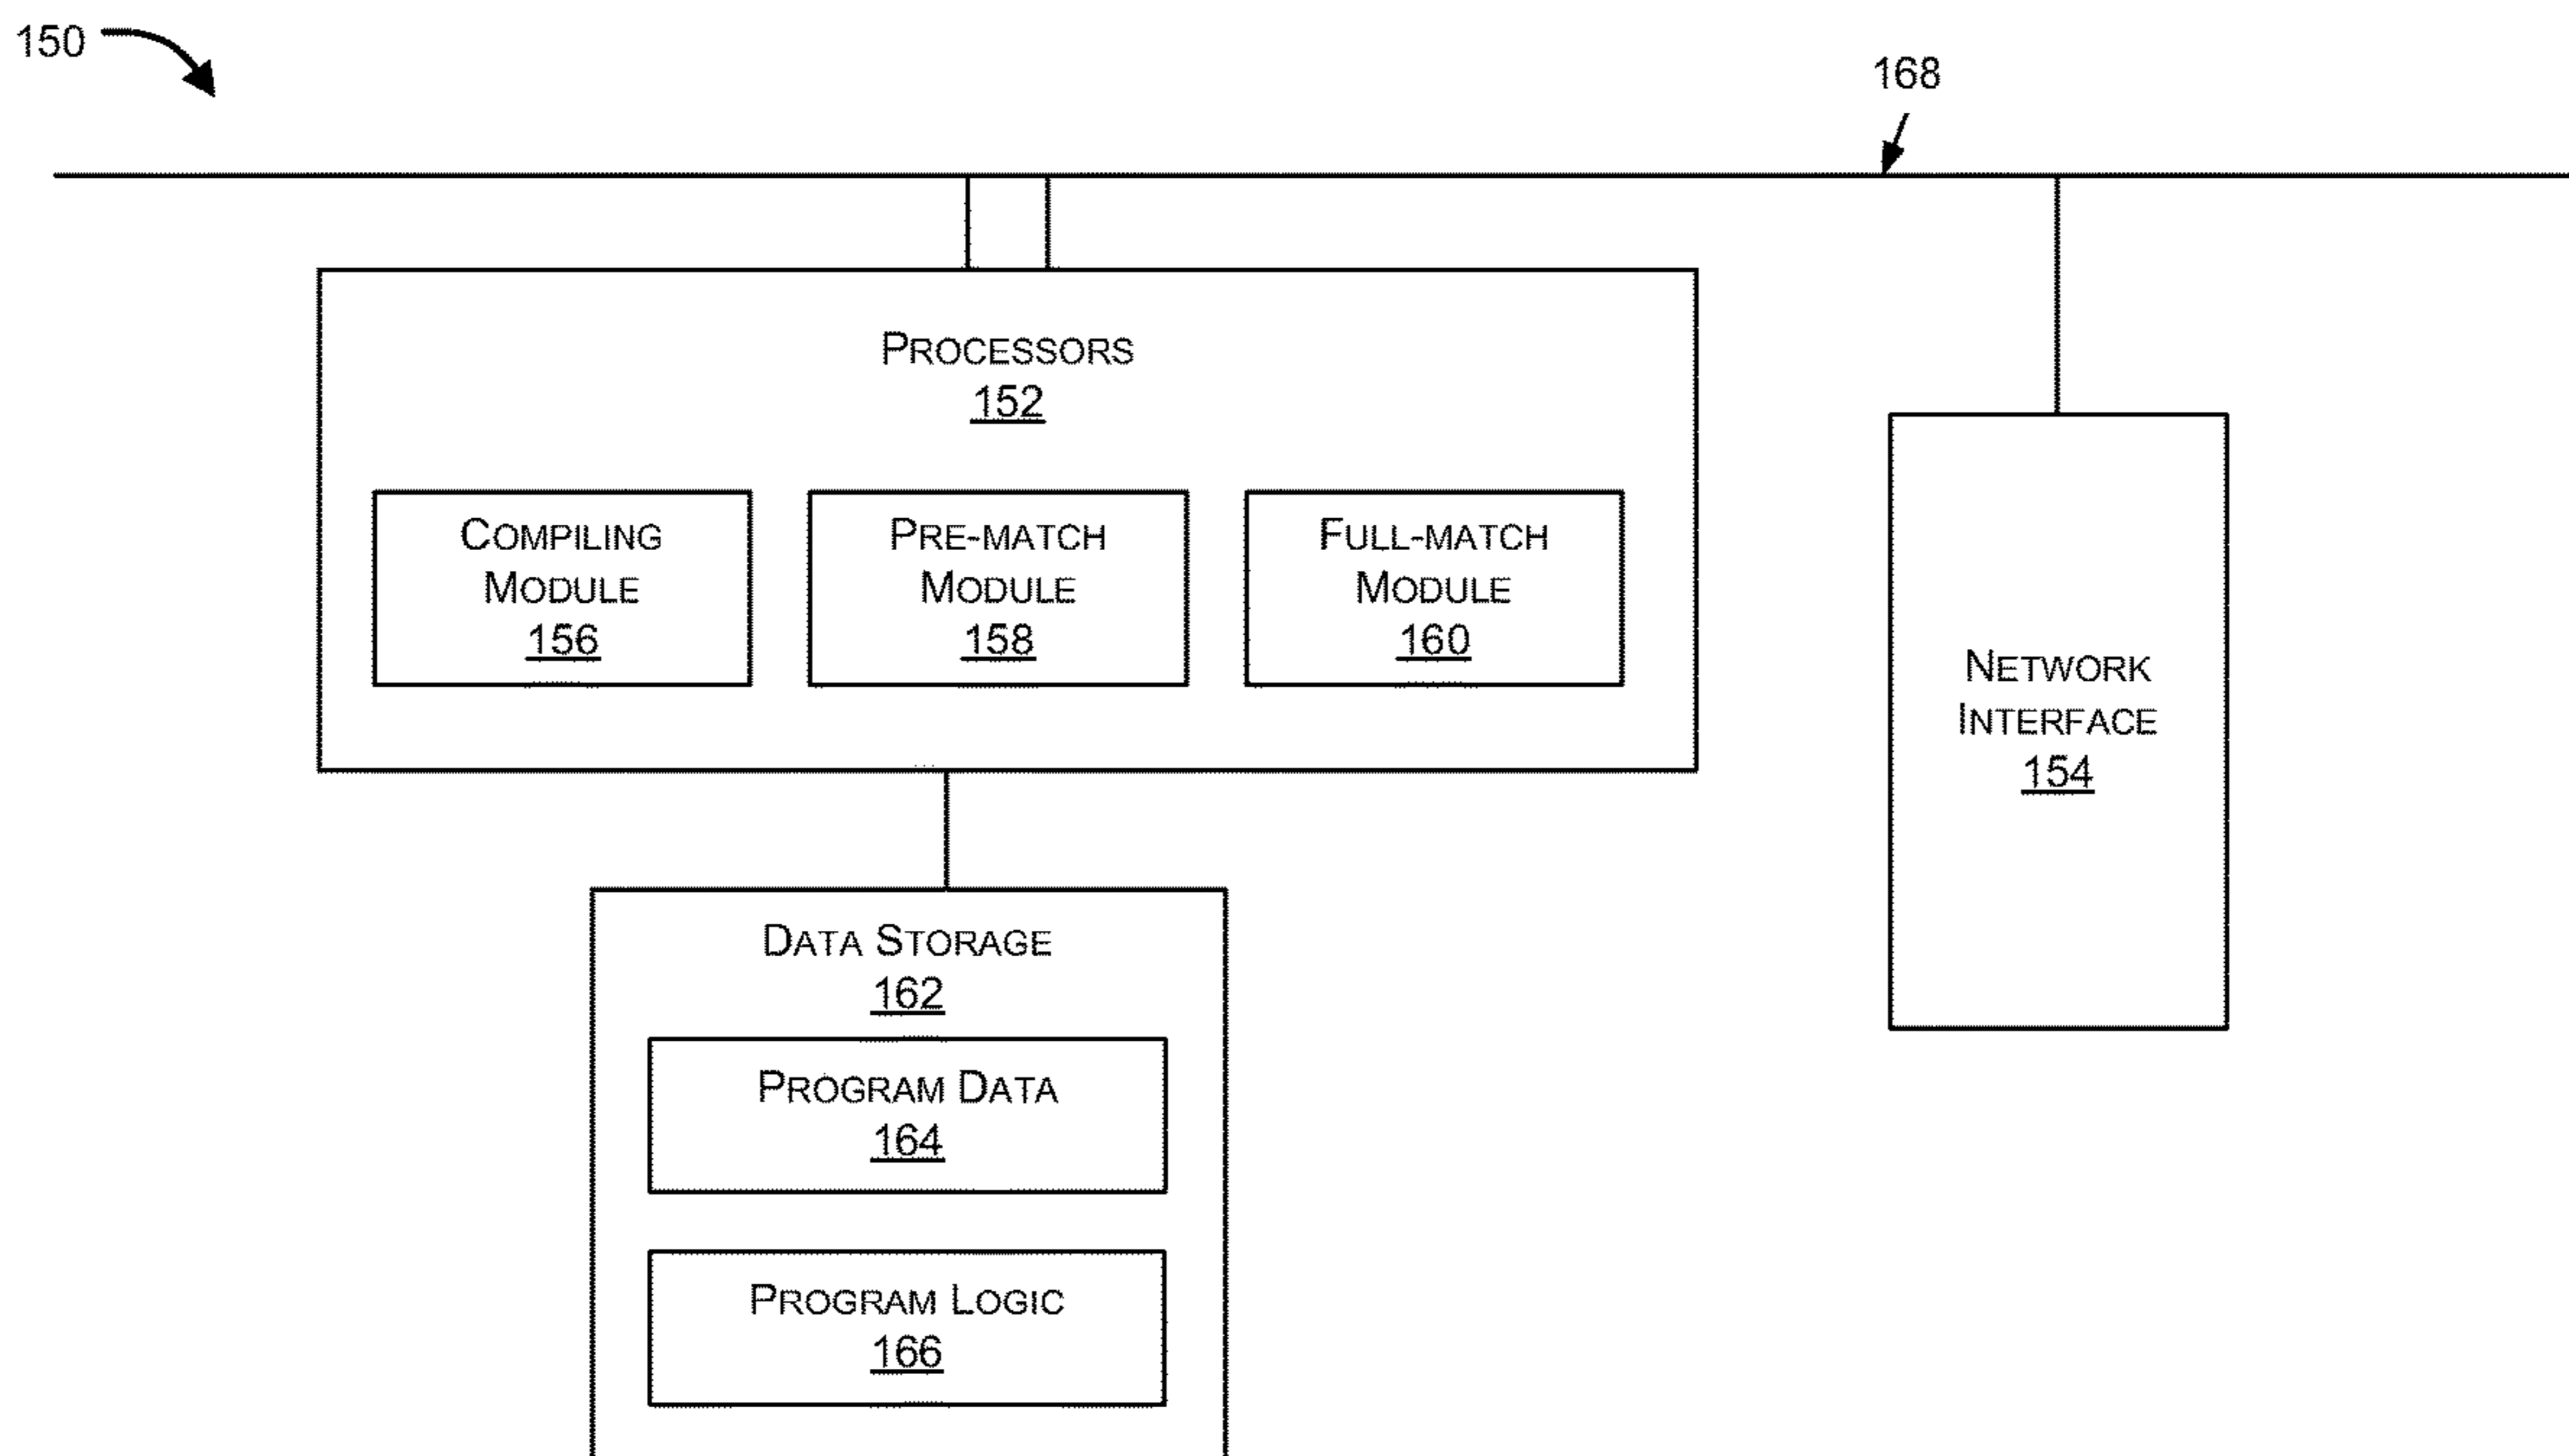 150
168
PROCESSORS
152
COMPILING
MODULE
156
PRE-MATCH
MODULE
158
FULL-MATCH
MODULE
160
NETWORK
INTERFACE
154
DATA STORAGE
162
PROGRAM DATA
164
PROGRAM LOGIC
166